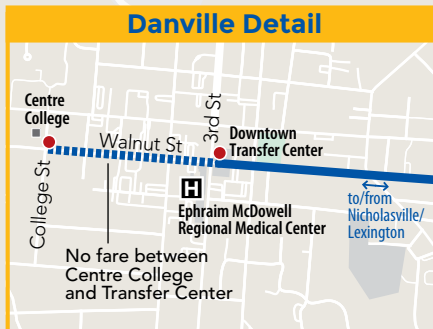 Danville Detail
Centre
College
Walnut St
3rd St
Downtown
Transfer Center
College St
H
Ephraim McDowell
Regional Medical Center
to/from
Nicholasville/
Lexington
No fare between
Centre College
and Transfer Center